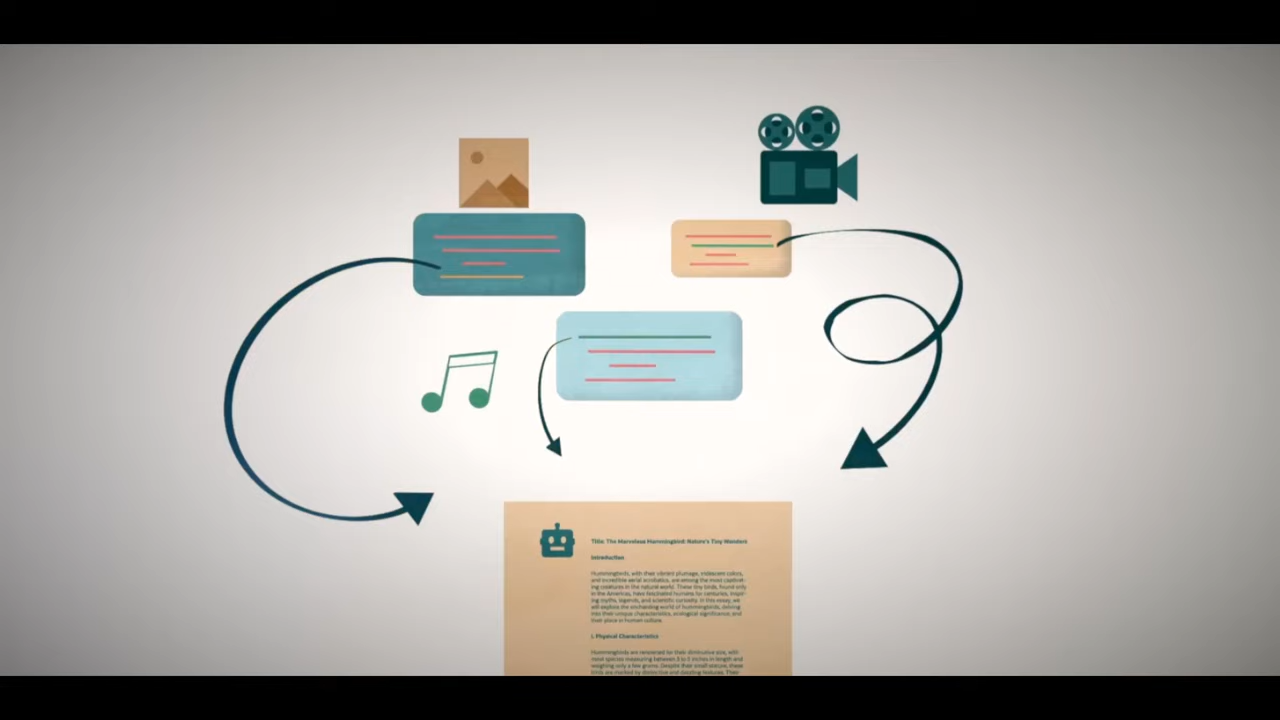 Title: The Marvelous Hummingbird: Nature's Tiny Wonders
Introduction
Hummingbirds, with their vibrant plumage, iridescent colors,
and incredible aerial acrobatics, are among the most captivat-
ing creatures in the natural world. These tiny birds, found only
in the Americas, have fascinated humans for centuries, inspir-
ing myths, legends, and scientific curiosity. In this essay, we
will explore the enchanting world of hummingbirds, delving
into their unique characteristics, ecological significance, and
their place in human culture.
I. Physical Characteristics
Hummingbirds are renowned for their diminutive size, with
most species measuring between 3 to 5 inches in length and
weighing only a few grams. Despite their small stature, these
birds are marked by distinctive and dazzling features. Their